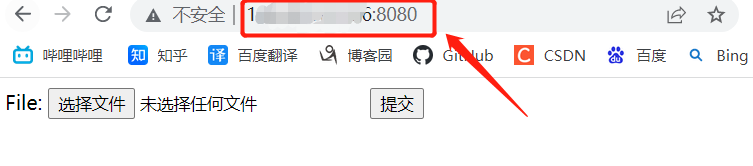 不安全 | 1 6:8080
哔哩哔哩 知 知乎 译 百度翻译 博客园 GitHub C CSDN 百度 Bing
File: 选择文件 未选择任何文件 提交